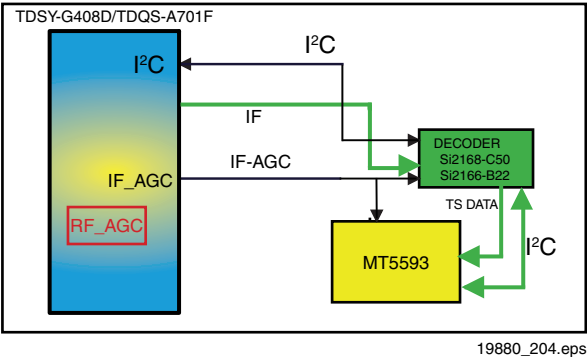 TDSY-G408D/TDQS-A701F
I²C
I²C
IF
DECODER
Si2168-C50
Si2166-B22
IF-AGC
IF_AGC
TS DATA
RF_AGC
I²C
MT5593
19880_204.eps